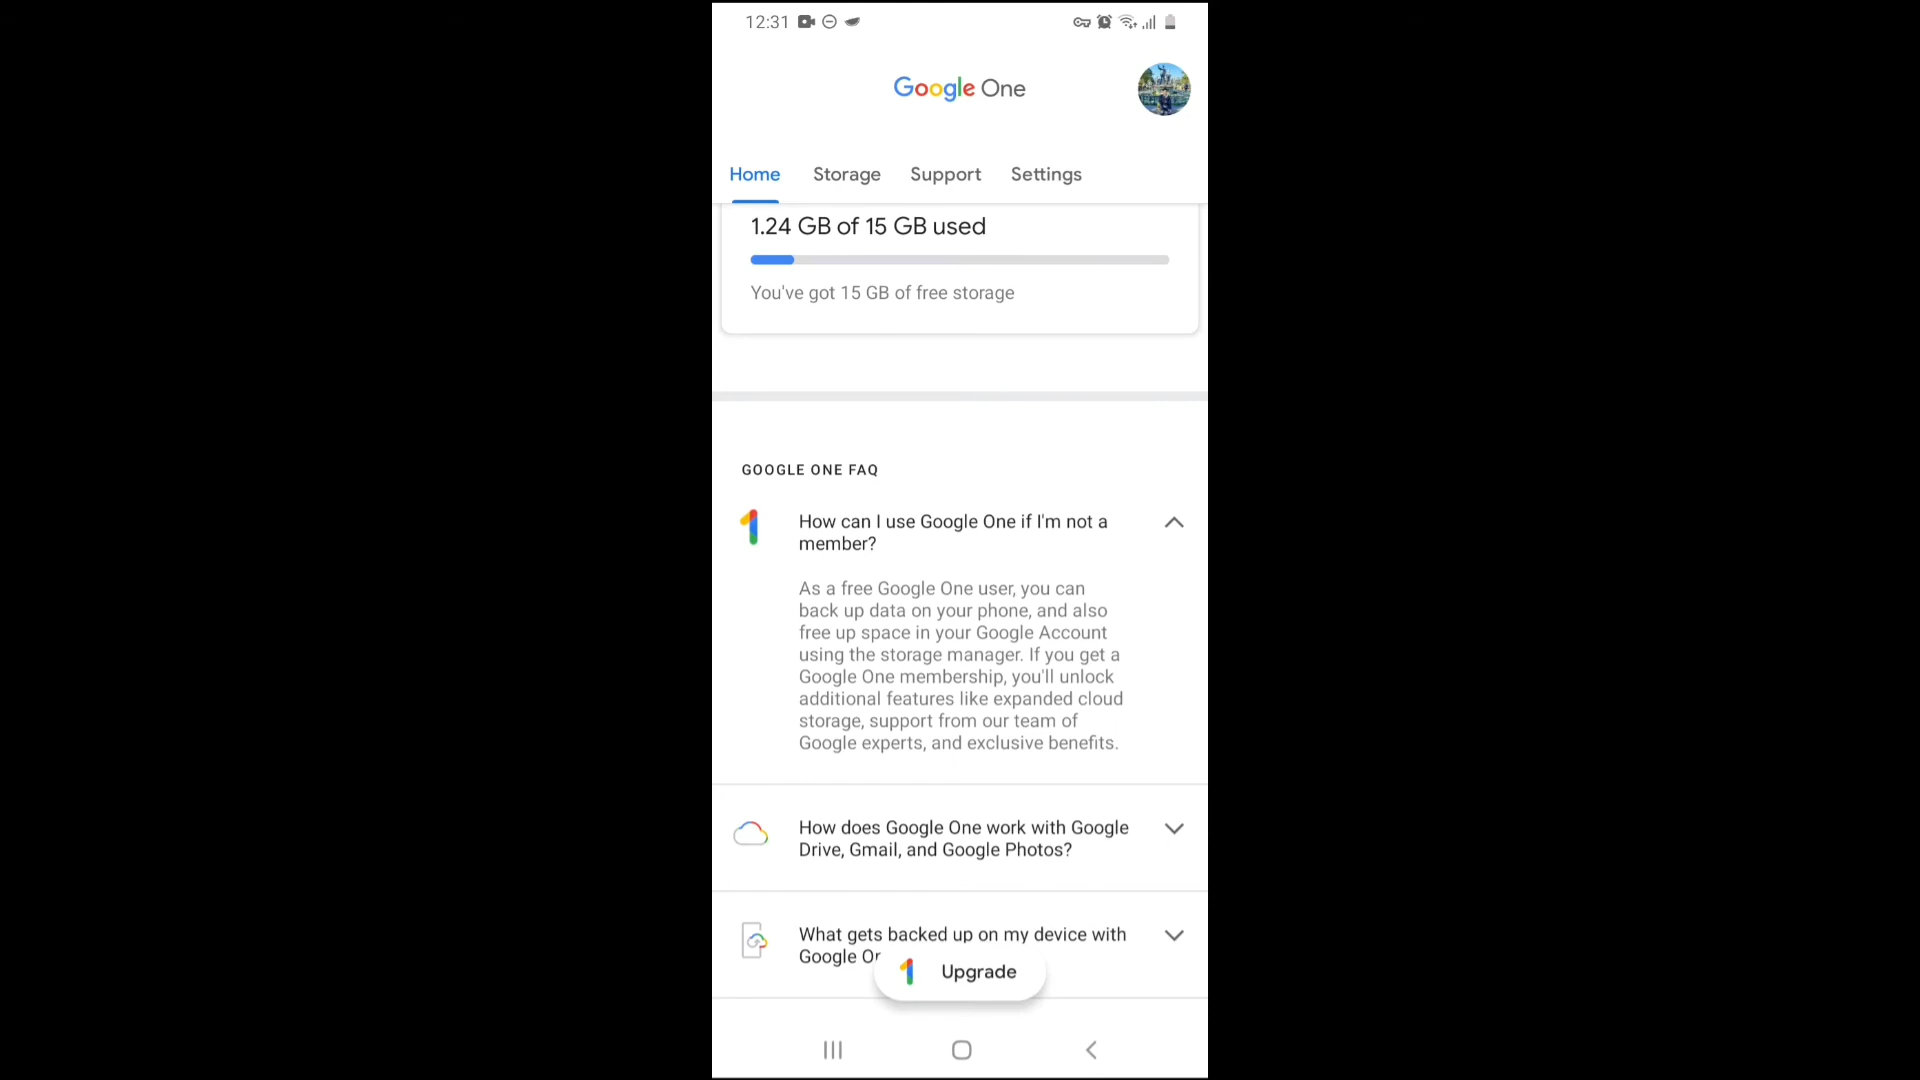 12:31
Google One
Home Storage Support Settings
1.24 GB of 15 GB used
You've got 15 GB of free storage
GOOGLE ONE FAQ
How can I use Google One if I'm not a
member?
As a free Google One user, you can
back up data on your phone, and also
free up space in your Google Account
using the storage manager. If you get a
Google One membership, you'll unlock
additional features like expanded cloud
storage, support from our team of
Google experts, and exclusive benefits.
How does Google One work with Google
Drive, Gmail, and Google Photos?
What gets backed up on my device with
Google
Upgrade